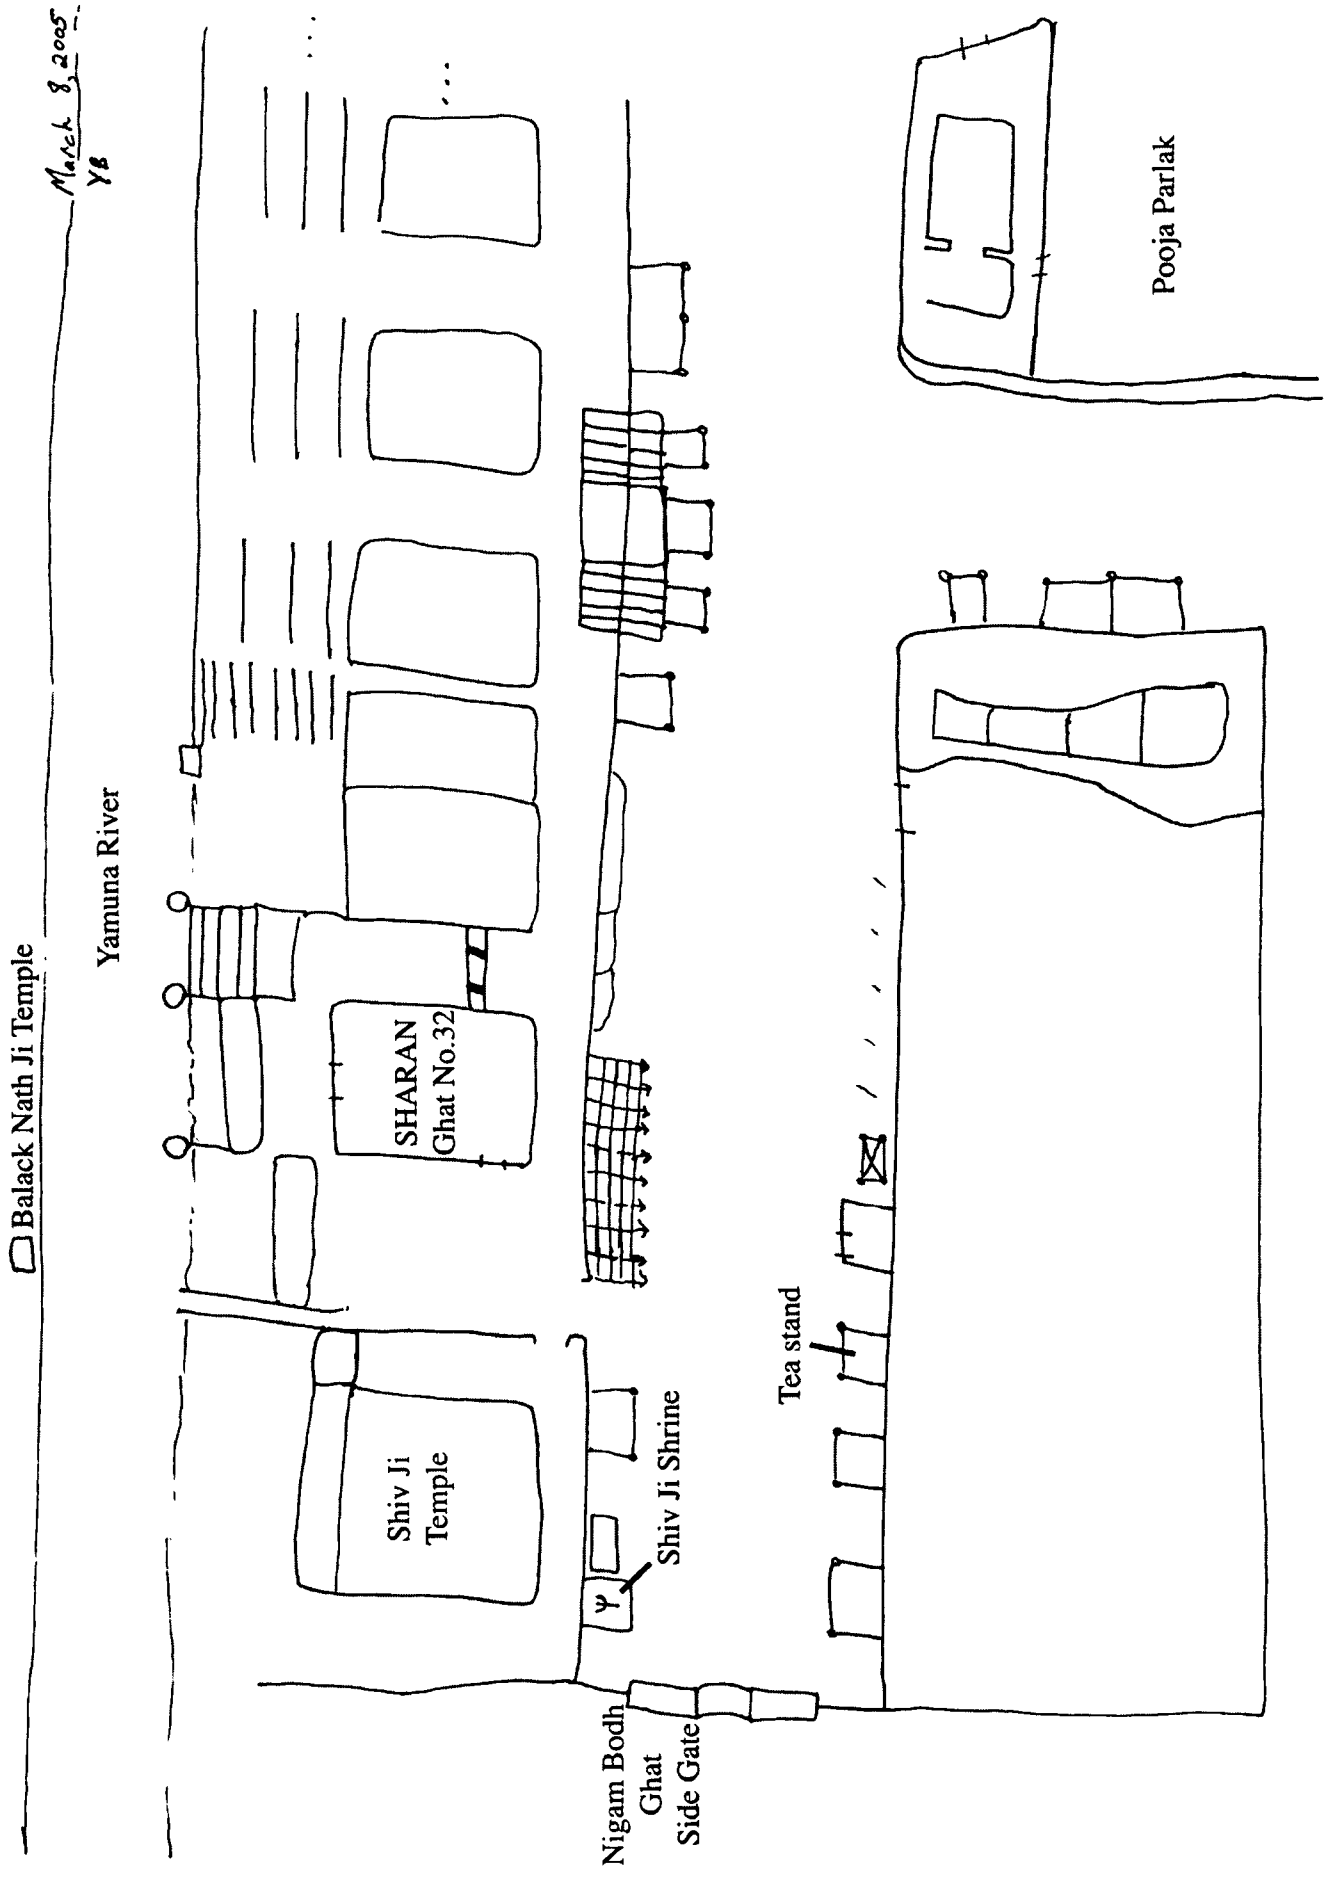 Balack Nath Ji Temple
March 8, 2005
YB
Yamuna River
SHARAN
Ghat No.32
Shiv Ji
Temple
Shiv Ji Shrine
Tea stand
Pooja Parlak
Nigam Bodh
Ghat
Side Gate